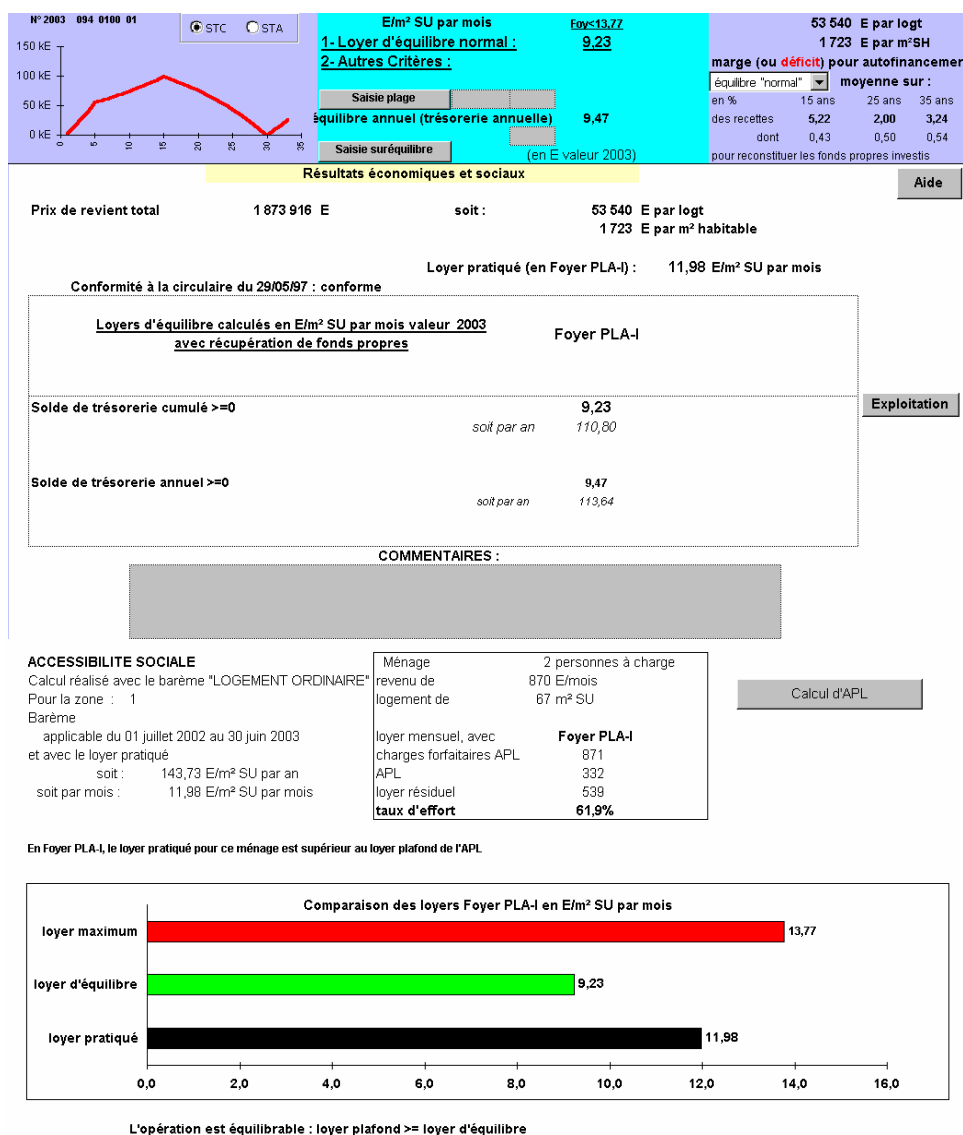 N° 2003 094 0100 01
STC STA
150 kE
100 kE
50 kE
0 kE
0 5 10 15 20 25 30 35
E/m² SU par mois Foy<13,77
1- Loyer d'équilibre normal : 9,23
2- Autres Critères :
Saisie plage
équilibre annuel (trésorerie annuelle) 9,47
Saisie suréquilibre
(en E valeur 2003)
53 540 E par logt
1 723 E par m²SH
marge (ou déficit) pour autofinancemen
équilibre "normal" moyenne sur :
en % 15 ans 25 ans 35 ans
des recettes 5,22 2,00 3,24
dont 0,43 0,50 0,54
pour reconstituer les fonds propres investis
Résultats économiques et sociaux
Aide
Prix de revient total 1 873 916 E soit : 53 540 E par logt
1 723 E par m² habitable
Loyer pratiqué (en Foyer PLA-I) : 11,98 E/m² SU par mois
Conformité à la circulaire du 29/05/97 : conforme
Loyers d'équilibre calculés en E/m² SU par mois valeur 2003
avec récupération de fonds propres
Foyer PLA-I
Solde de trésorerie cumulé >=0 9,23
soit par an 110,80
Exploitation
Solde de trésorerie annuel >=0 9,47
soit par an 113,64
COMMENTAIRES :
ACCESSIBILITE SOCIALE
Calcul réalisé avec le barème "LOGEMENT ORDINAIRE"
Pour la zone : 1
Barème
applicable du 01 juillet 2002 au 30 juin 2003
et avec le loyer pratiqué
soit : 143,73 E/m² SU par an
soit par mois : 11,98 E/m² SU par mois
Ménage 2 personnes à charge
revenu de 870 E/mois
logement de 67 m² SU
loyer mensuel, avec Foyer PLA-I
charges forfaitaires APL 871
APL 332
loyer résiduel 539
taux d'effort 61,9%
Calcul d'APL
En Foyer PLA-I, le loyer pratiqué pour ce ménage est supérieur au loyer plafond de l'APL
Comparaison des loyers Foyer PLA-I en E/m² SU par mois
loyer maximum 13,77
loyer d'équilibre 9,23
loyer pratiqué 11,98
0,0 2,0 4,0 6,0 8,0 10,0 12,0 14,0 16,0
L'opération est équilibrable : loyer plafond >= loyer d'équilibre